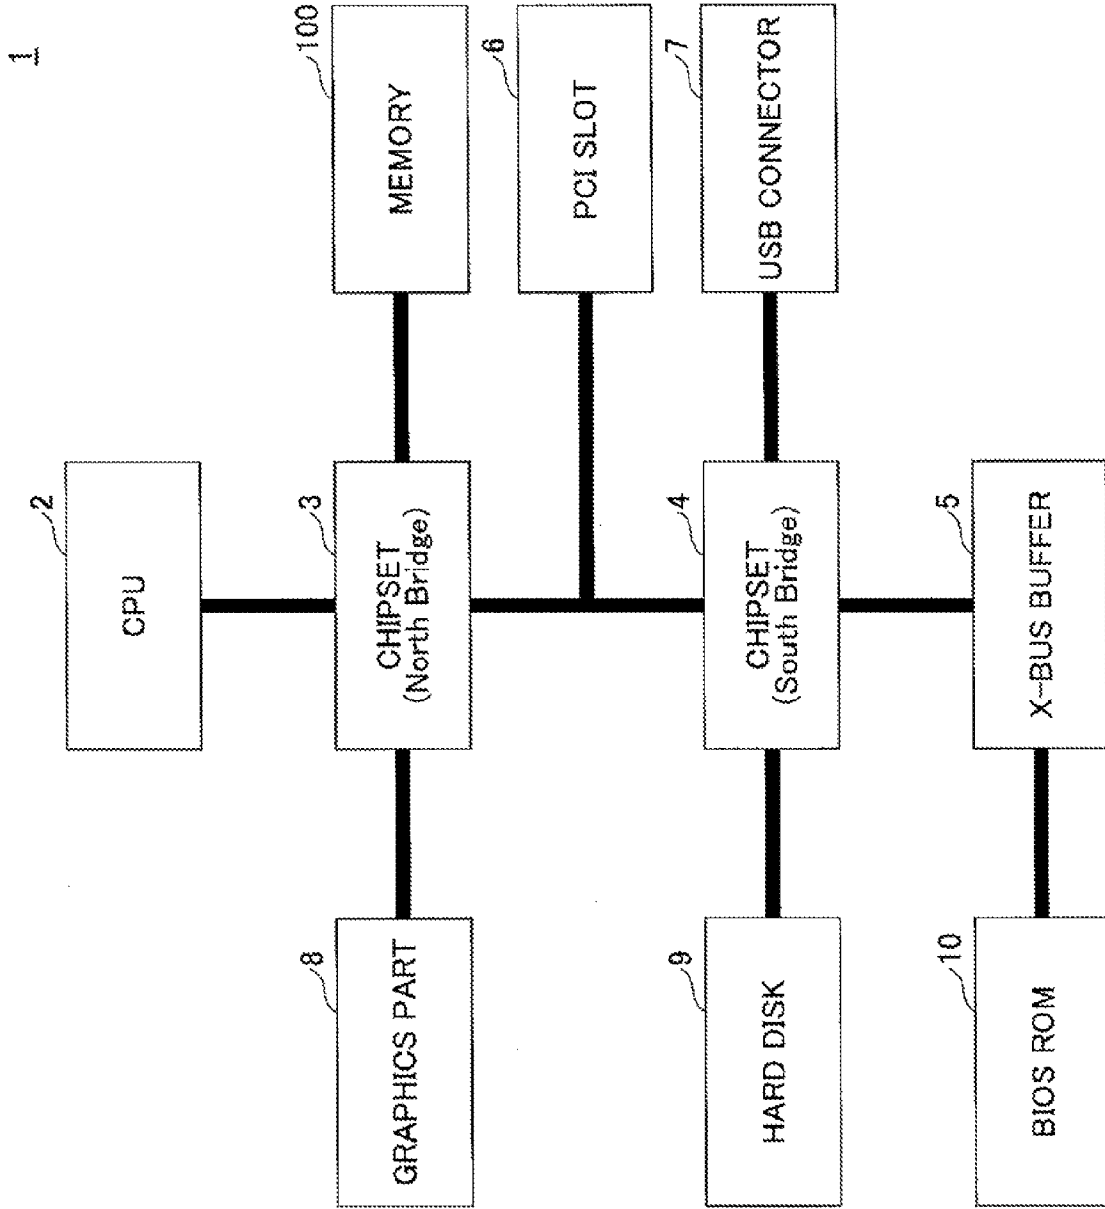 1
2
CPU
100
MEMORY
3
CHIPSET
(North Bridge)
8
GRAPHICS PART
6
PCI SLOT
7
USB CONNECTOR
4
CHIPSET
(South Bridge)
9
HARD DISK
5
X-BUS BUFFER
10
BIOS ROM